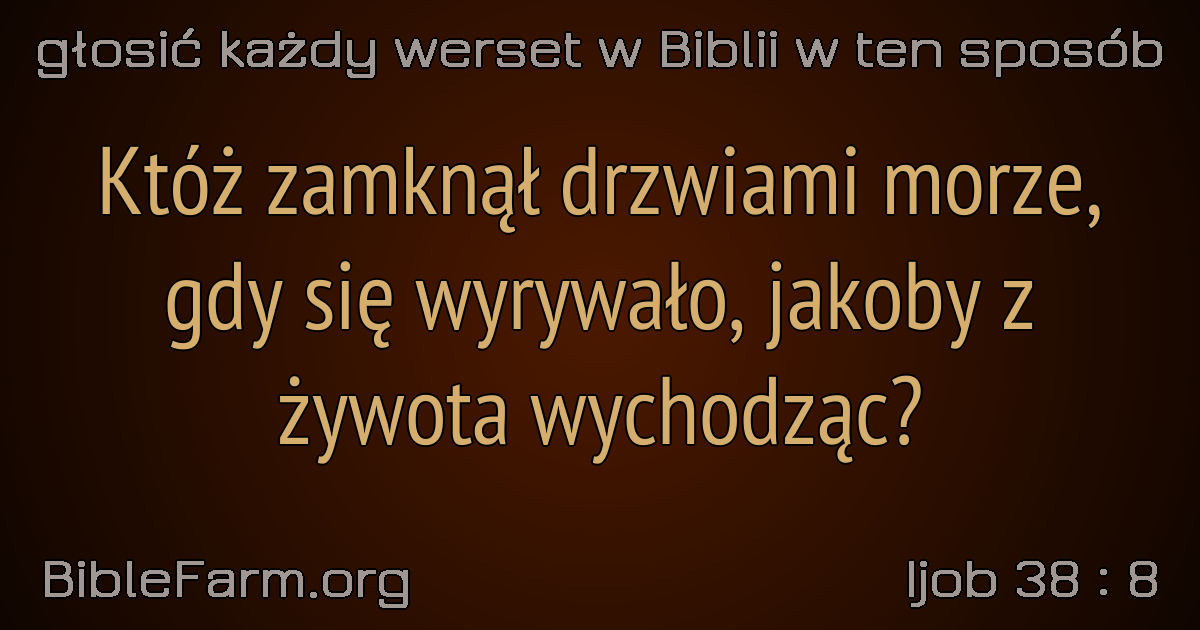 głosić każdy werset w Biblii w ten sposób
Któż zamknął drzwiami morze,
gdy się wyrywało, jakoby z
żywota wychodząc?
BibleFarm.org
Ijob 38 : 8